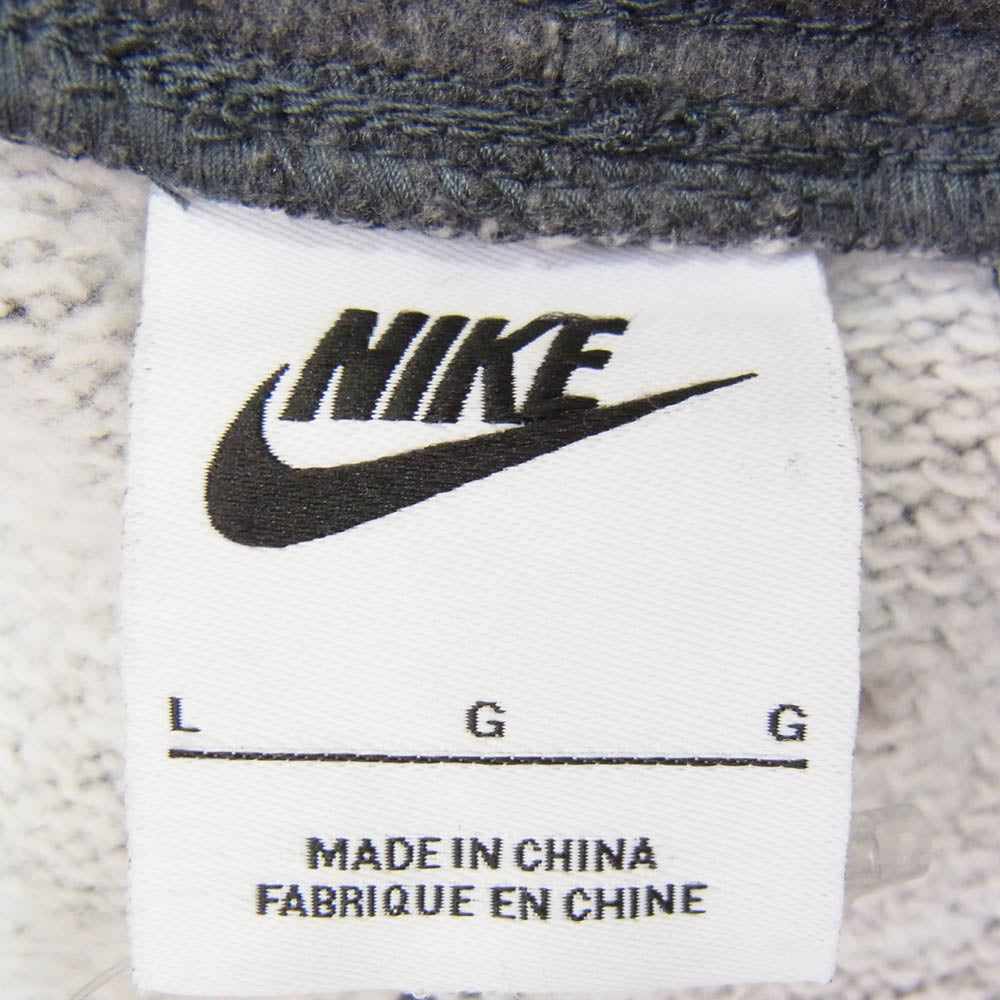 NIKE
L G G
MADE IN CHINA
FABRIQUE EN CHINE